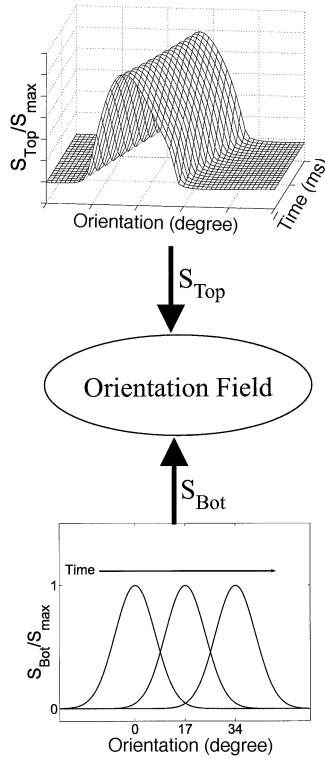 S_Top/S_max
Orientation (degree)
Time (ms)
S_Top
Orientation Field
S_Bot
Time
1
S_Bot/S_max
0
0 17 34
Orientation (degree)